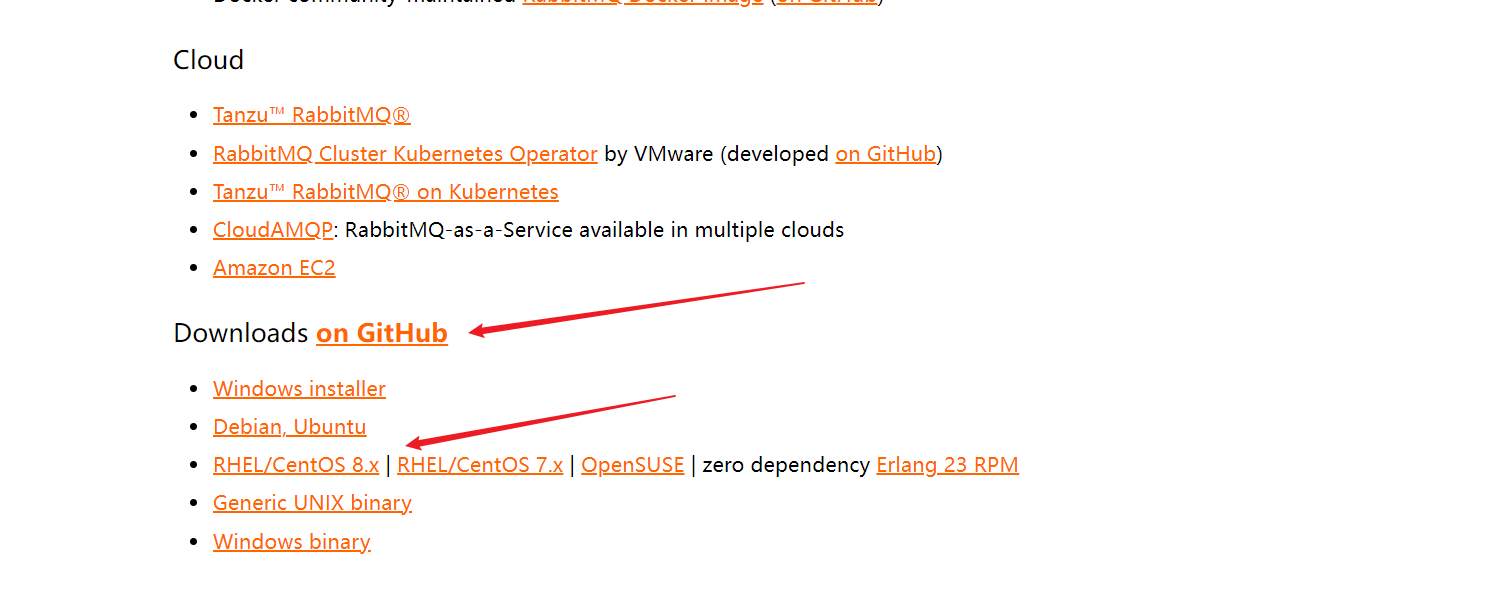 Docker community-maintained RabbitMQ Docker image (on GitHub)
Cloud
Tanzu™ RabbitMQ®
RabbitMQ Cluster Kubernetes Operator by VMware (developed on GitHub)
Tanzu™ RabbitMQ® on Kubernetes
CloudAMQP: RabbitMQ-as-a-Service available in multiple clouds
Amazon EC2
Downloads on GitHub
Windows installer
Debian, Ubuntu
RHEL/CentOS 8.x | RHEL/CentOS 7.x | OpenSUSE | zero dependency Erlang 23 RPM
Generic UNIX binary
Windows binary